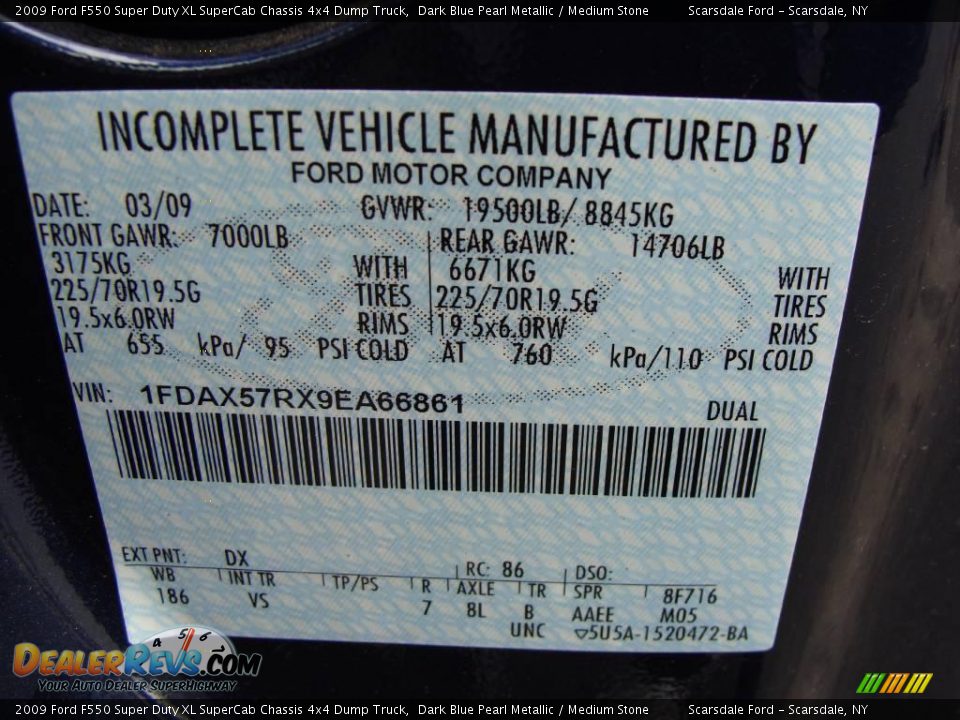 2009 Ford F550 Super Duty XL SuperCab Chassis 4x4 Dump Truck, Dark Blue Pearl Metallic / Medium Stone Scarsdale Ford - Scarsdale, NY
INCOMPLETE VEHICLE MANUFACTURED BY
FORD MOTOR COMPANY
DATE: 03/09 GVWR: 19500LB/ 8845KG
FRONT GAWR: 7000LB REAR GAWR: 14706LB
3175KG WITH 6671KG WITH
225/70R19.5G TIRES 225/70R19.5G TIRES
19.5x6.0RW RIMS 19.5x6.0RW RIMS
AT 655 kPa/ 95 PSI COLD AT 760 kPa/110 PSI COLD
VIN: 1FDAX57RX9EA66861
DUAL
EXT PNT: DX RC: 86 DSO:
WB INT TR TP/PS R AXLE TR SPR 8F716
186 VS 7 8L B AAEE M05
UNC ▽5U5A-1520472-BA
DEALERREVS.COM
4 5 6
YOUR AUTO DEALER SUPERHIGHWAY
2009 Ford F550 Super Duty XL SuperCab Chassis 4x4 Dump Truck, Dark Blue Pearl Metallic / Medium Stone Scarsdale Ford - Scarsdale, NY